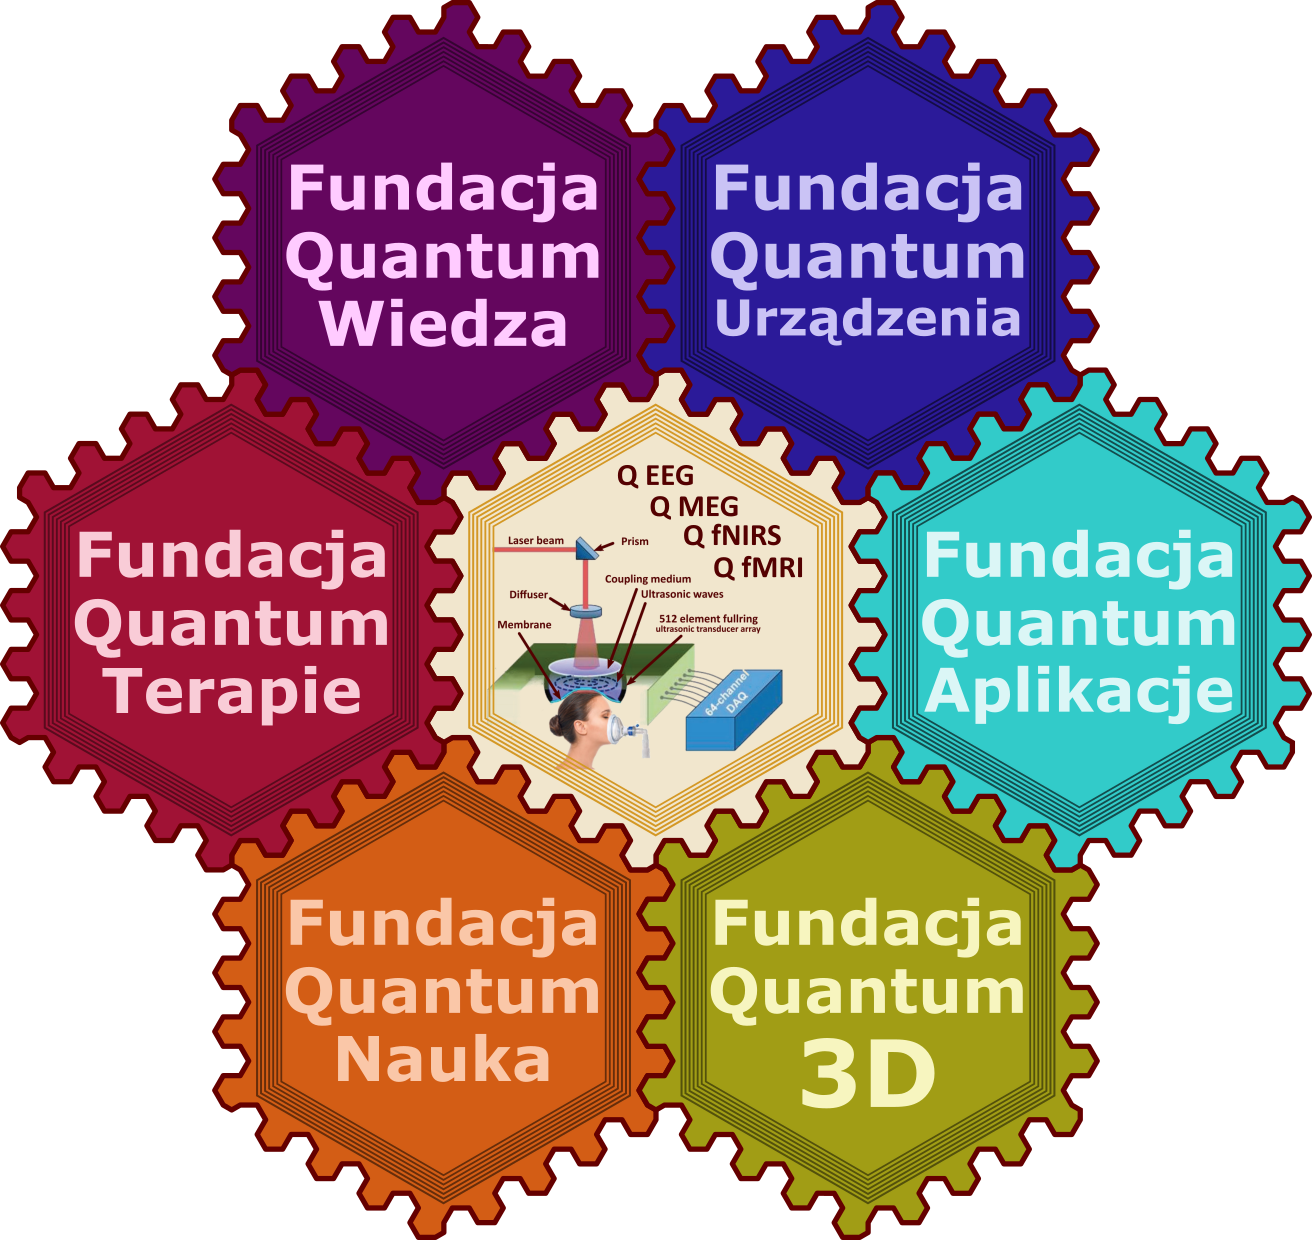 Fundacja
Quantum
Wiedza
Fundacja
Quantum
Urządzenia
Fundacja
Quantum
Terapie
Q EEG
Q MEG
Q fNIRS
Q fMRI
Laser beam
Prism
Coupling medium
Ultrasonic waves
Diffuser
512 element fullring
ultrasonic transducer array
Membrane
64-channel
DAQ
Fundacja
Quantum
Aplikacje
Fundacja
Quantum
Nauka
Fundacja
Quantum
3D